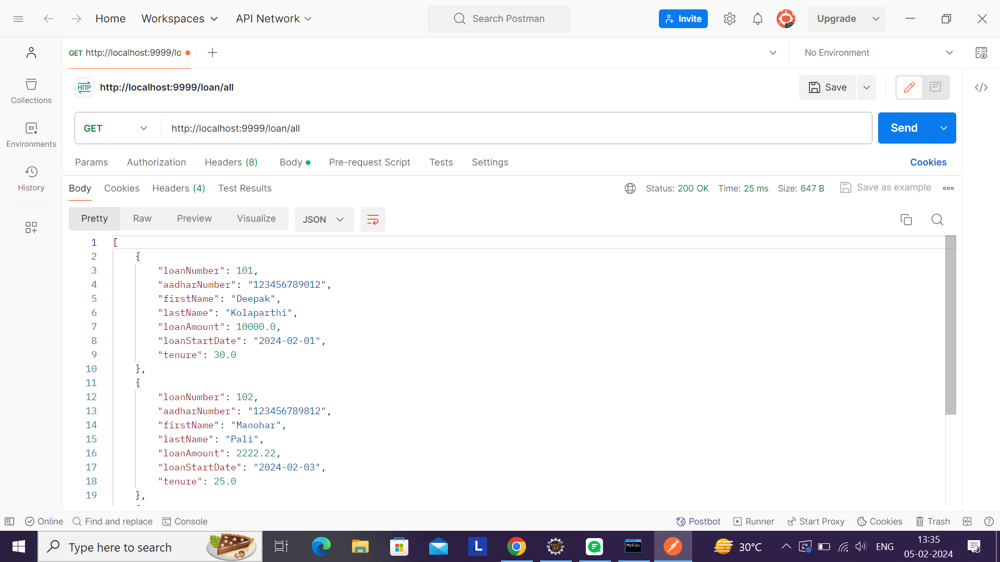 Home Workspaces API Network Search Postman Invite Upgrade
GET http://localhost:9999/lo No Environment
HTTP http://localhost:9999/loan/all Save
GET http://localhost:9999/loan/all Send
Params Authorization Headers (8) Body Pre-request Script Tests Settings Cookies
Body Cookies Headers (4) Test Results Status: 200 OK Time: 25 ms Size: 647 B Save as example
Pretty Raw Preview Visualize JSON
Collections
Environments
History
1 [
2 {
3 "loanNumber": 101,
4 "aadharNumber": "123456789012",
5 "firstName": "Deepak",
6 "lastName": "Kolaparthi",
7 "loanAmount": 10000.0,
8 "loanStartDate": "2024-02-01",
9 "tenure": 30.0
10 },
11 {
12 "loanNumber": 102,
13 "aadharNumber": "123456789812",
14 "firstName": "Manohar",
15 "lastName": "Pali",
16 "loanAmount": 2222.22,
17 "loanStartDate": "2024-02-03",
18 "tenure": 25.0
19 },
Online Find and replace Console Postbot Runner Start Proxy Cookies Trash
Type here to search L Java EE IDE MySQL 30°C ENG 13:35
05-02-2024